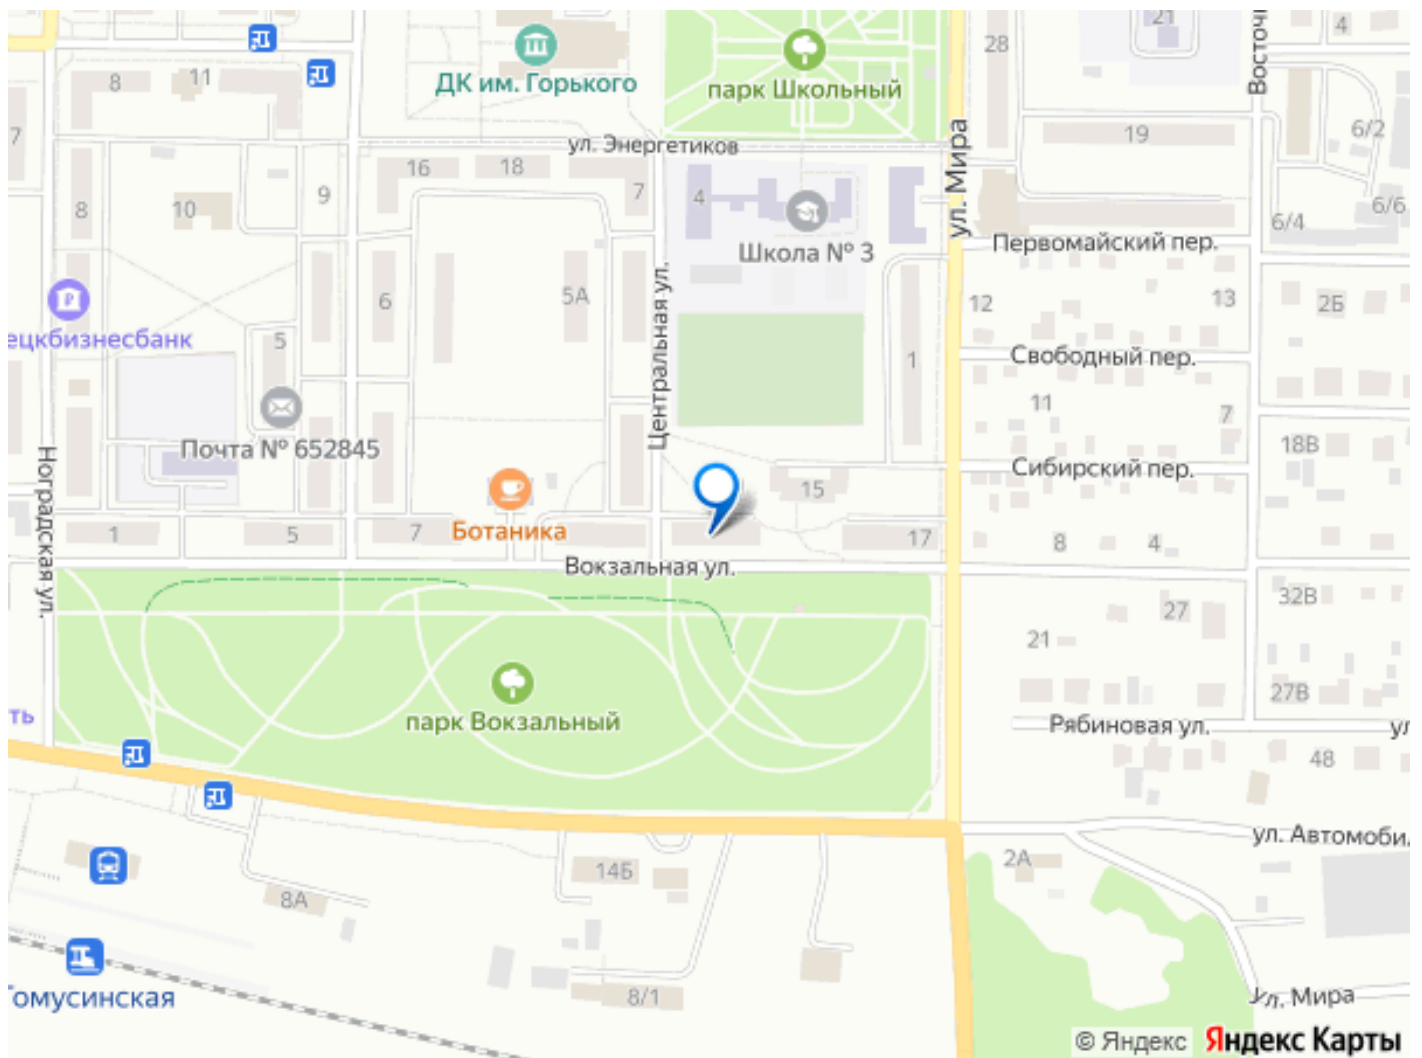 21
4
28
Восточ
8
11
ДК им. Горького
парк Школьный
7
ул. Энергетиков
ул. Мира
19
6/2
16
18
7
4
9
8
10
6/4
6/6
Школа № 3
Первомайский пер.
6
5А
Центральная ул.
12
13
2Б
ецкбизнесбанк
5
1
Свободный пер.
11
7
Почта № 652845
18В
Сибирский пер.
Ноградская ул.
15
1
5
7
Ботаника
17
8
4
Вокзальная ул.
32В
27
21
27В
ть
парк Вокзальный
Рябиновая ул.
ул
48
ул. Автомоби
2А
14Б
8А
омусинская
8/1
ул. Мира
© Яндекс Яндекс Карты